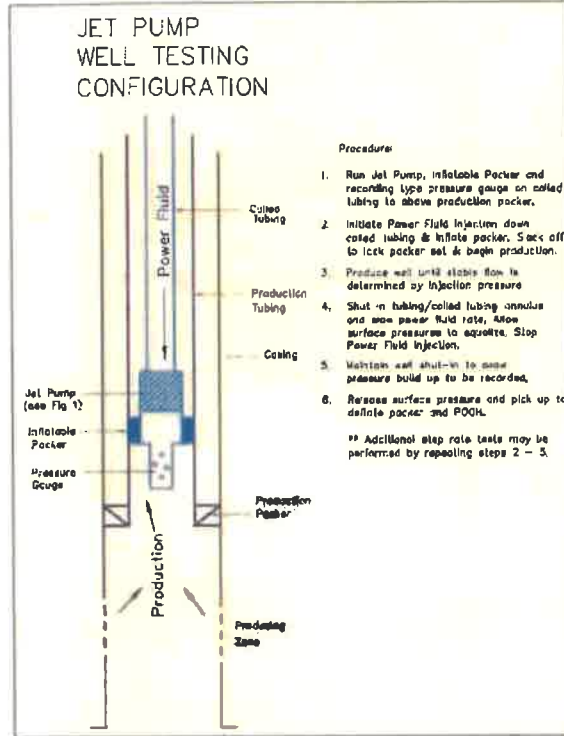 JET PUMP
WELL TESTING
CONFIGURATION
Procedure:
1. Run Jet Pump, Inflatable Packer and
recording type pressure gauge on coiled
tubing to above production packer.
2. Initiate Power Fluid injection down
coiled tubing & inflate packer. Slack off
to lock packer set & begin production.
3. Produce well until stable flow is
determined by injection pressure
4. Shut in tubing/coiled tubing annulus
and slow power fluid rate. Allow
surface pressures to equalize. Stop
Power Fluid Injection.
5. Maintain well shut-in to
pressure build up to be recorded.
6. Release surface pressure and pick up to
deflate packer and POOH.
** Additional step rate tests may be
performed by repeating steps 2 - 5.
Power Fluid
Coiled
Tubing
Production
Tubing
Casing
Jet Pump
(see Fig 1)
Inflatable
Packer
Pressure
Gauge
Production
Packer
Production
Producing
Zone